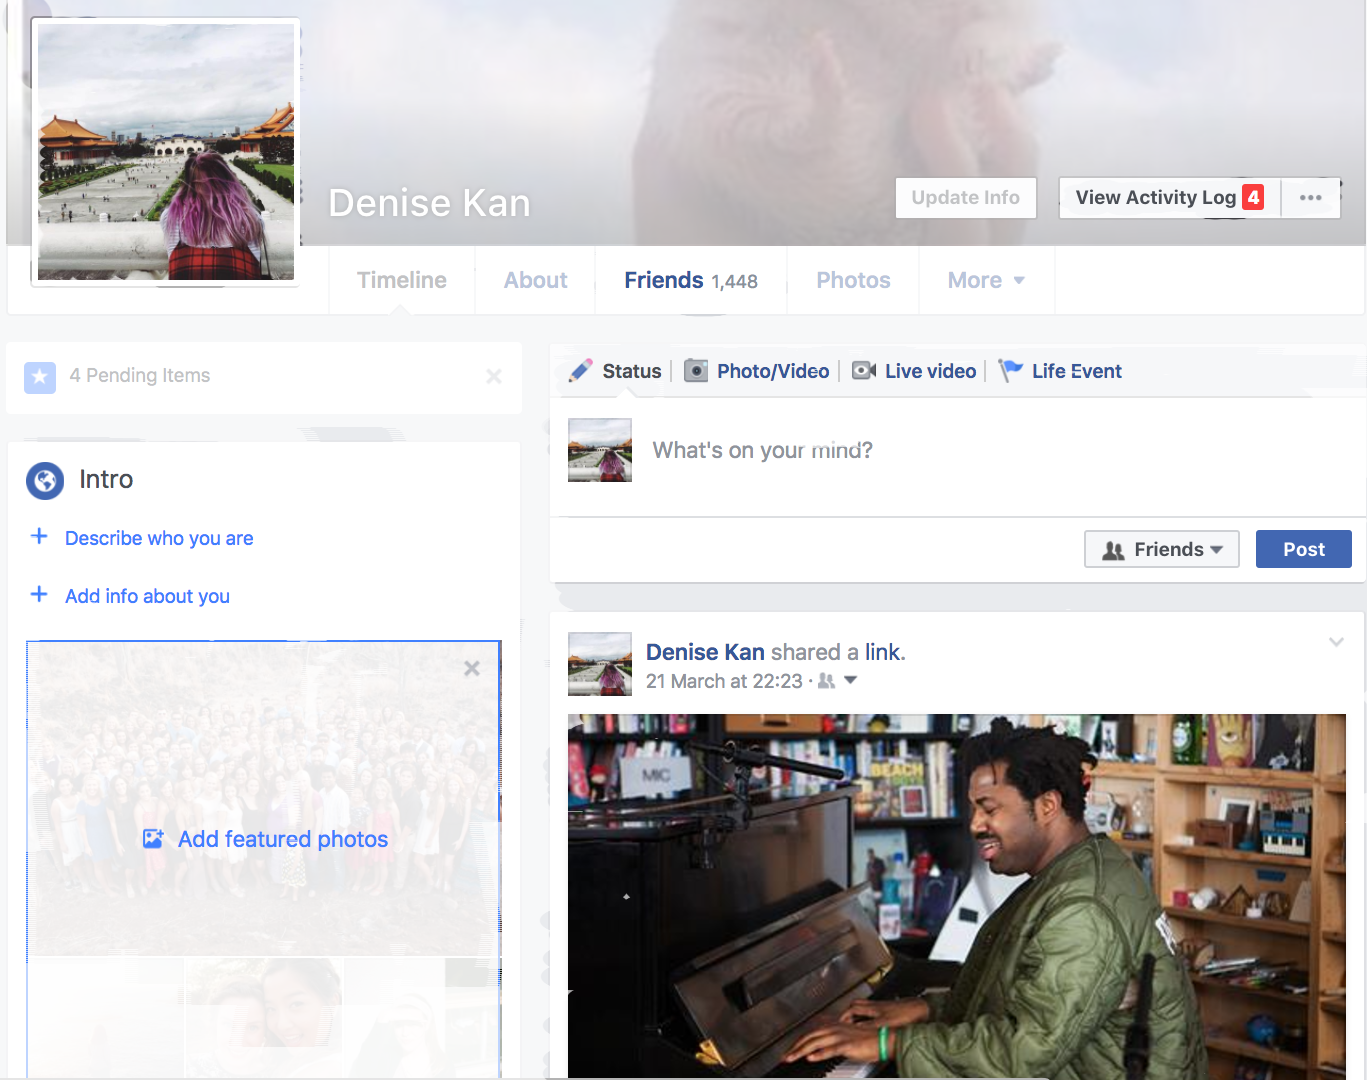 Denise Kan
Update Info
View Activity Log 4
Timeline
About
Friends 1,448
Photos
More
4 Pending Items
Status
Photo/Video
Live video
Life Event
What's on your mind?
Intro
Describe who you are
Add info about you
Friends
Post
Denise Kan shared a link.
21 March at 22:23
Add featured photos
MIC
BEACH